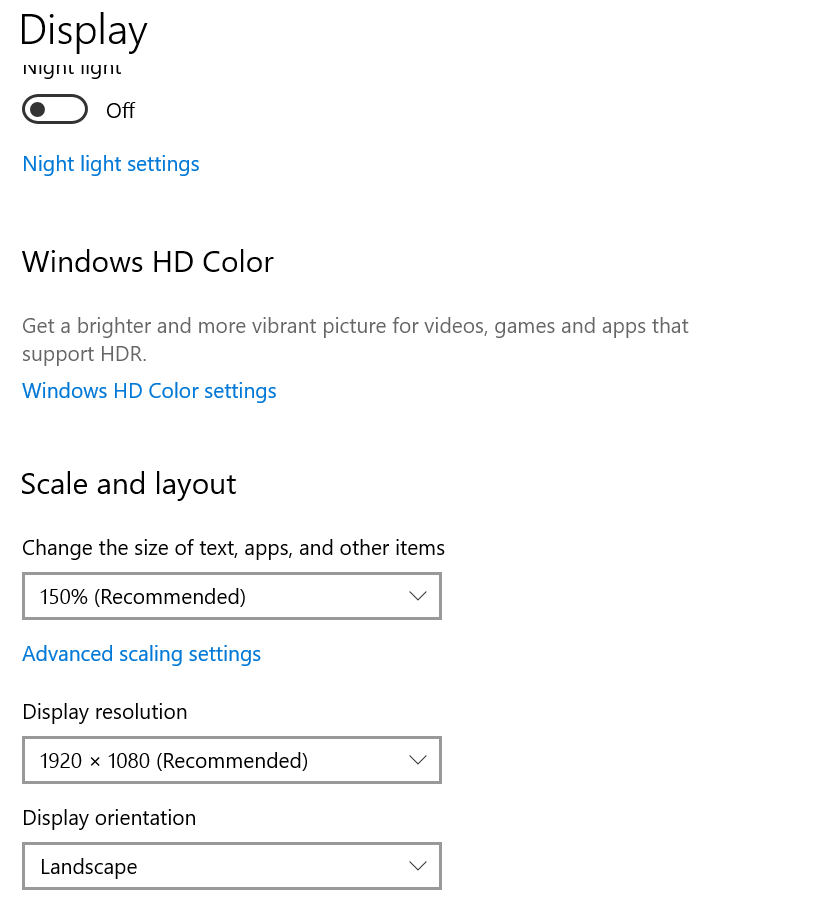 Display
Night light
Off
Night light settings
Windows HD Color
Get a brighter and more vibrant picture for videos, games and apps that
support HDR.
Windows HD Color settings
Scale and layout
Change the size of text, apps, and other items
150% (Recommended)
Advanced scaling settings
Display resolution
1920 × 1080 (Recommended)
Display orientation
Landscape